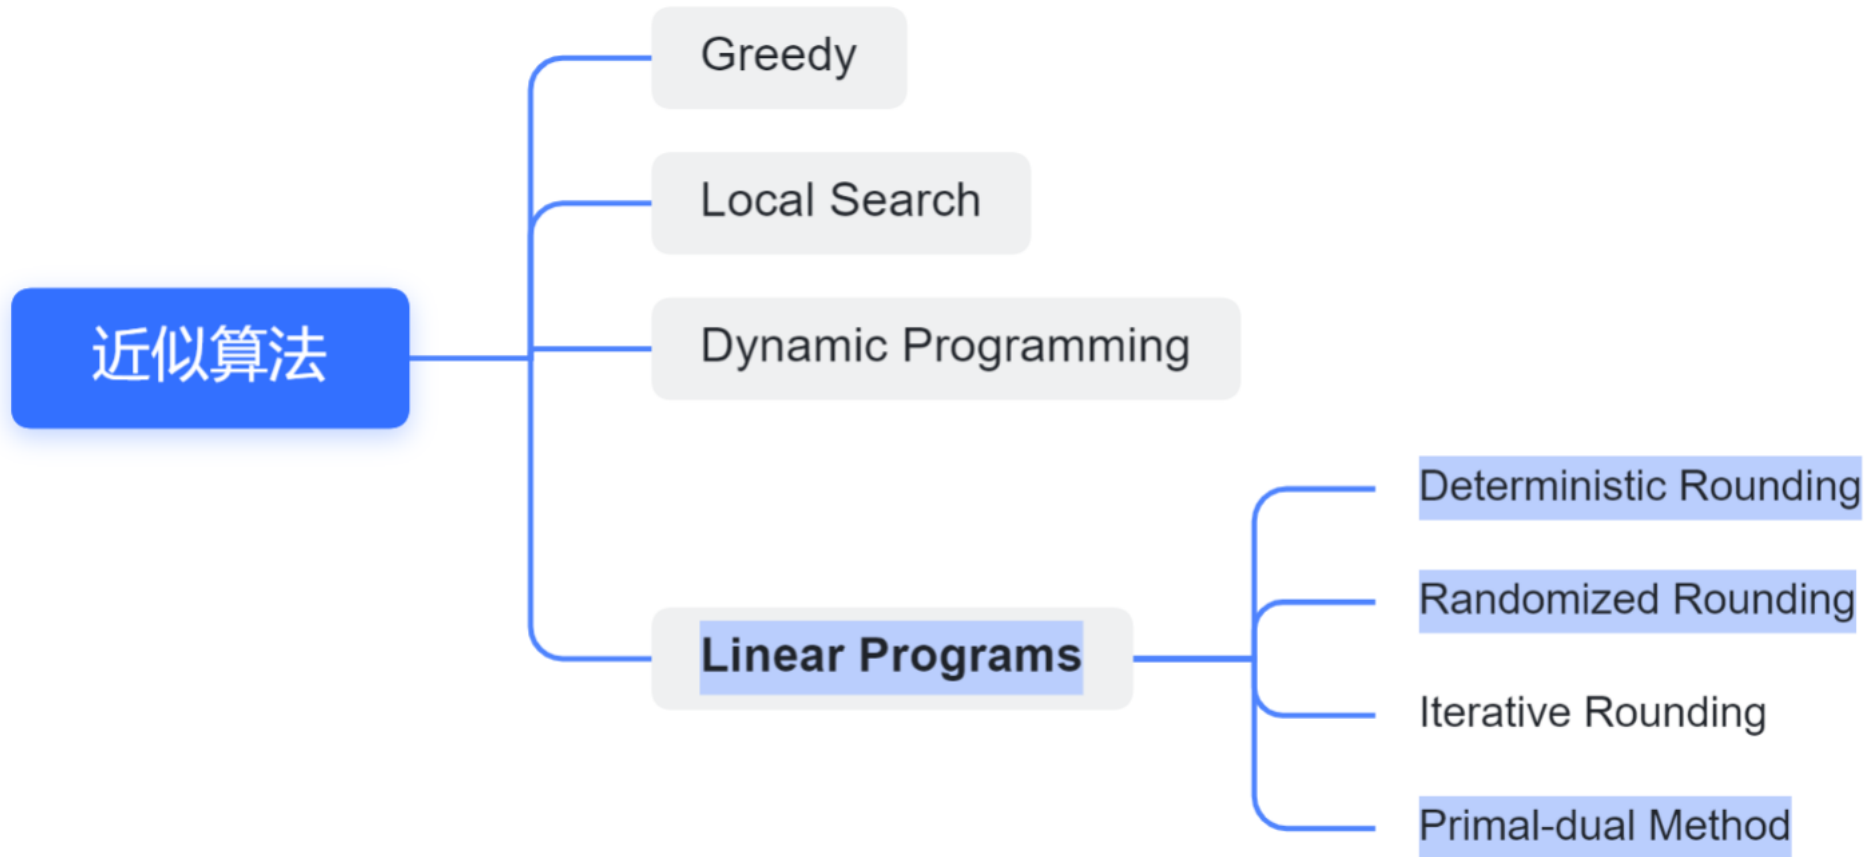 近似算法
Greedy
Local Search
Dynamic Programming
Linear Programs
Deterministic Rounding
Randomized Rounding
Iterative Rounding
Primal-dual Method